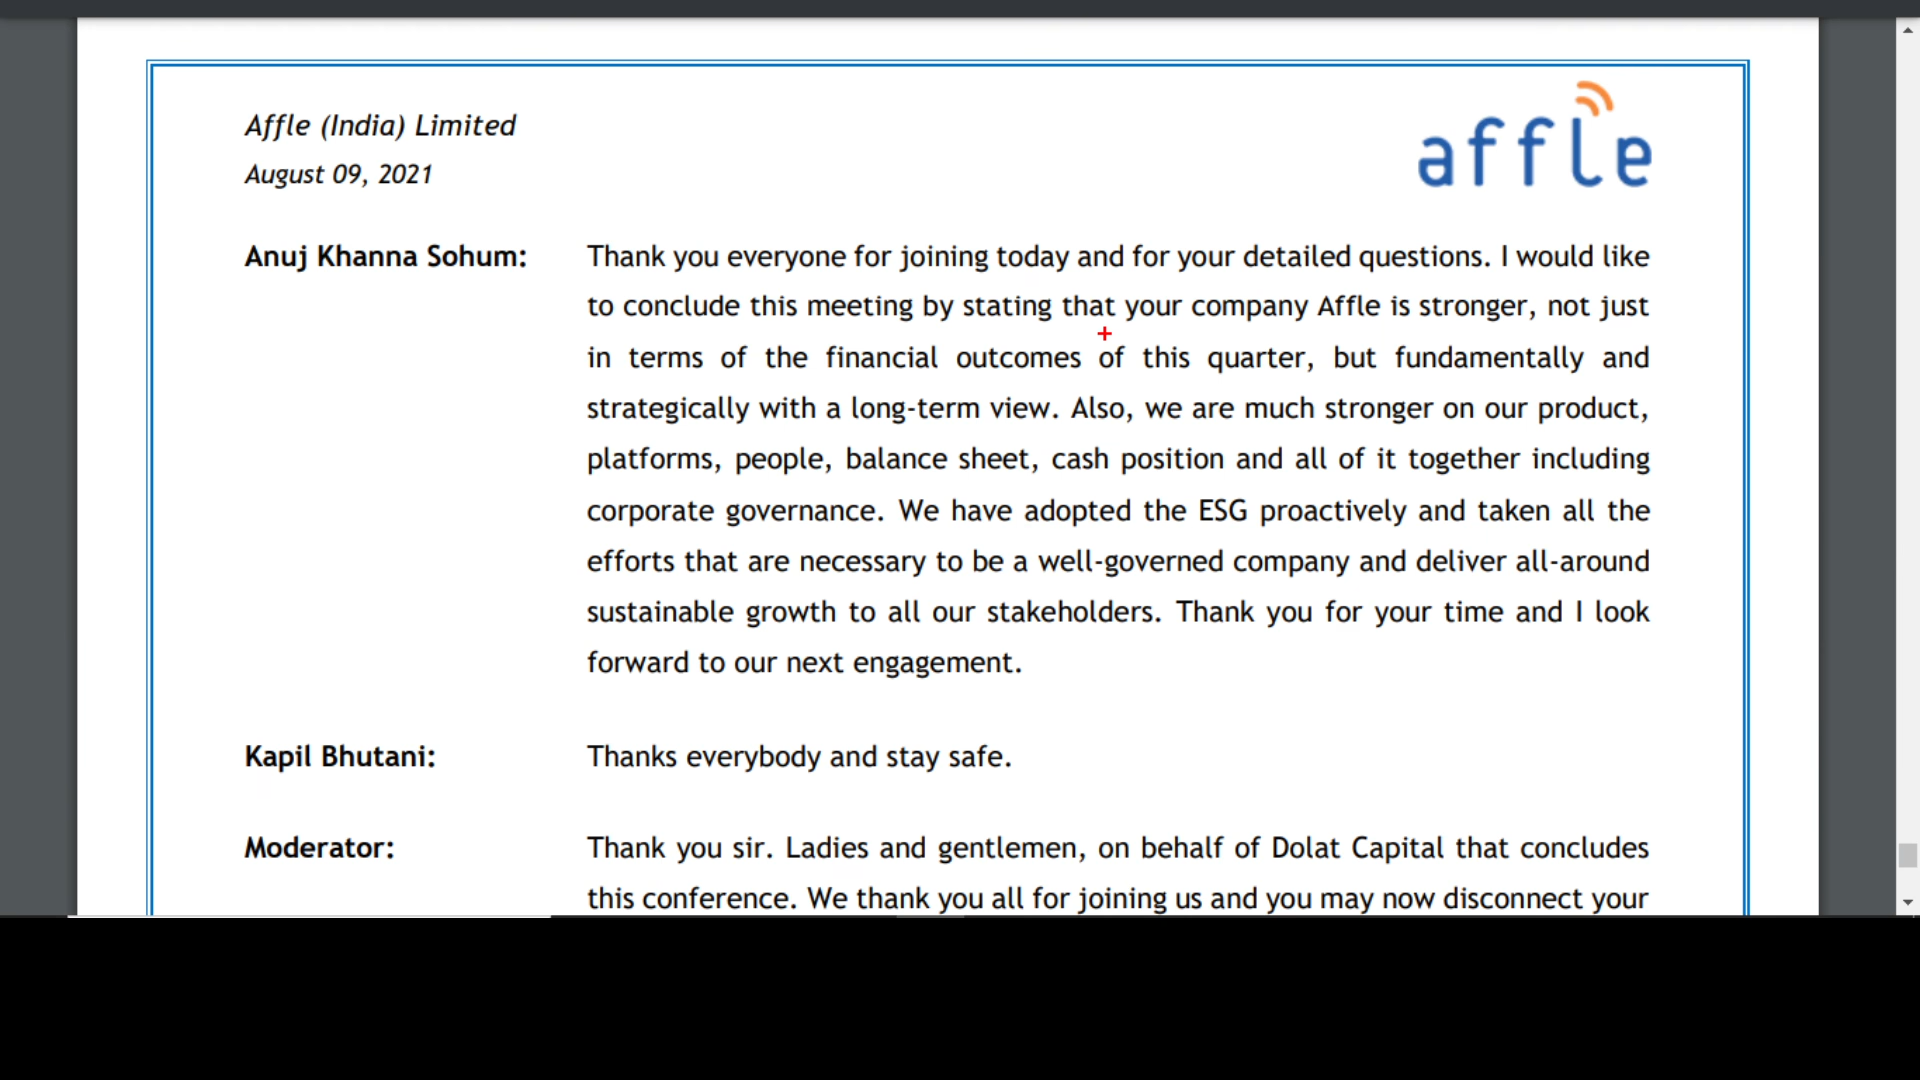 Affle (India) Limited
August 09, 2021
affle
Anuj Khanna Sohum: Thank you everyone for joining today and for your detailed questions. I would like
to conclude this meeting by stating that your company Affle is stronger, not just
in terms of the financial outcomes of this quarter, but fundamentally and
strategically with a long-term view. Also, we are much stronger on our product,
platforms, people, balance sheet, cash position and all of it together including
corporate governance. We have adopted the ESG proactively and taken all the
efforts that are necessary to be a well-governed company and deliver all-around
sustainable growth to all our stakeholders. Thank you for your time and I look
forward to our next engagement.
Kapil Bhutani: Thanks everybody and stay safe.
Moderator: Thank you sir. Ladies and gentlemen, on behalf of Dolat Capital that concludes
this conference. We thank you all for joining us and you may now disconnect your